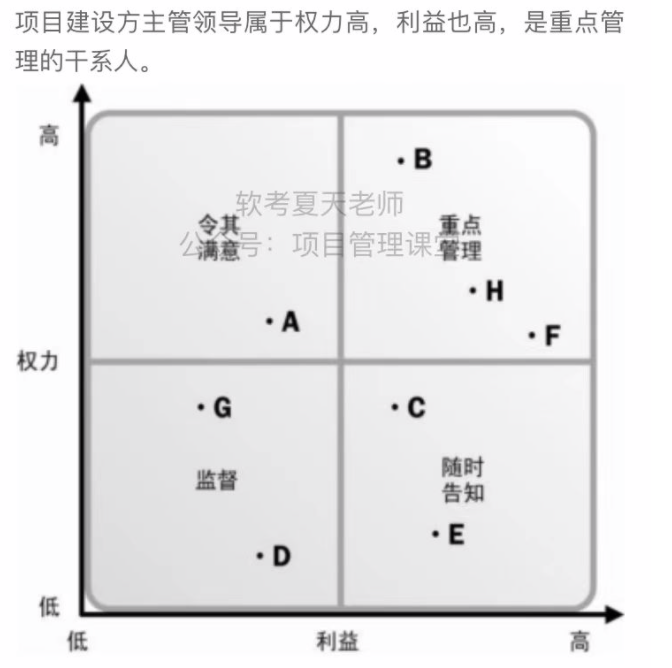 项目建设方主管领导属于权力高，利益也高，是重点管
理的干系人。
高
B
软考夏天老师
令其
满意
重点
管理
公众号：项目管理课堂
H
A
F
权力
G
C
监督
随时
告知
E
D
低
低
利益
高